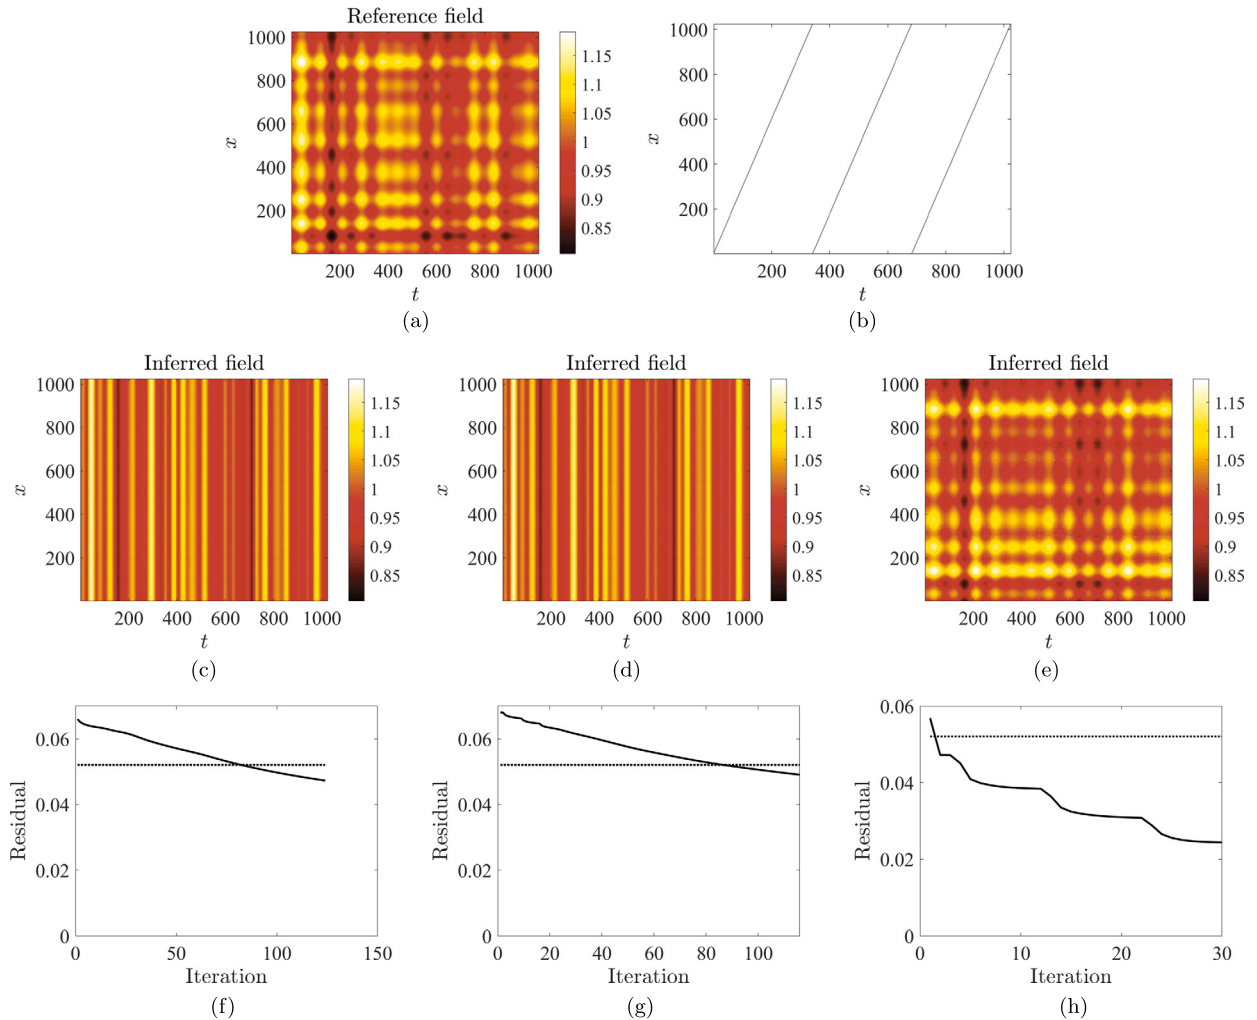 Reference field
1000
800
600
400
200
x
200 400 600 800 1000
t
1.15
1.1
1.05
1
0.95
0.9
0.85
(a)
1000
800
600
400
200
x
200 400 600 800 1000
t
(b)
Inferred field
1000
800
600
400
200
x
200 400 600 800 1000
t
1.15
1.1
1.05
1
0.95
0.9
0.85
(c)
Inferred field
1000
800
600
400
200
x
200 400 600 800 1000
t
1.15
1.1
1.05
1
0.95
0.9
0.85
(d)
Inferred field
1000
800
600
400
200
x
200 400 600 800 1000
t
1.15
1.1
1.05
1
0.95
0.9
0.85
(e)
0.06
0.04
0.02
0
Residual
0 50 100 150
Iteration
(f)
0.06
0.04
0.02
0
Residual
0 20 40 60 80 100
Iteration
(g)
0.06
0.04
0.02
0
Residual
0 10 20 30
Iteration
(h)